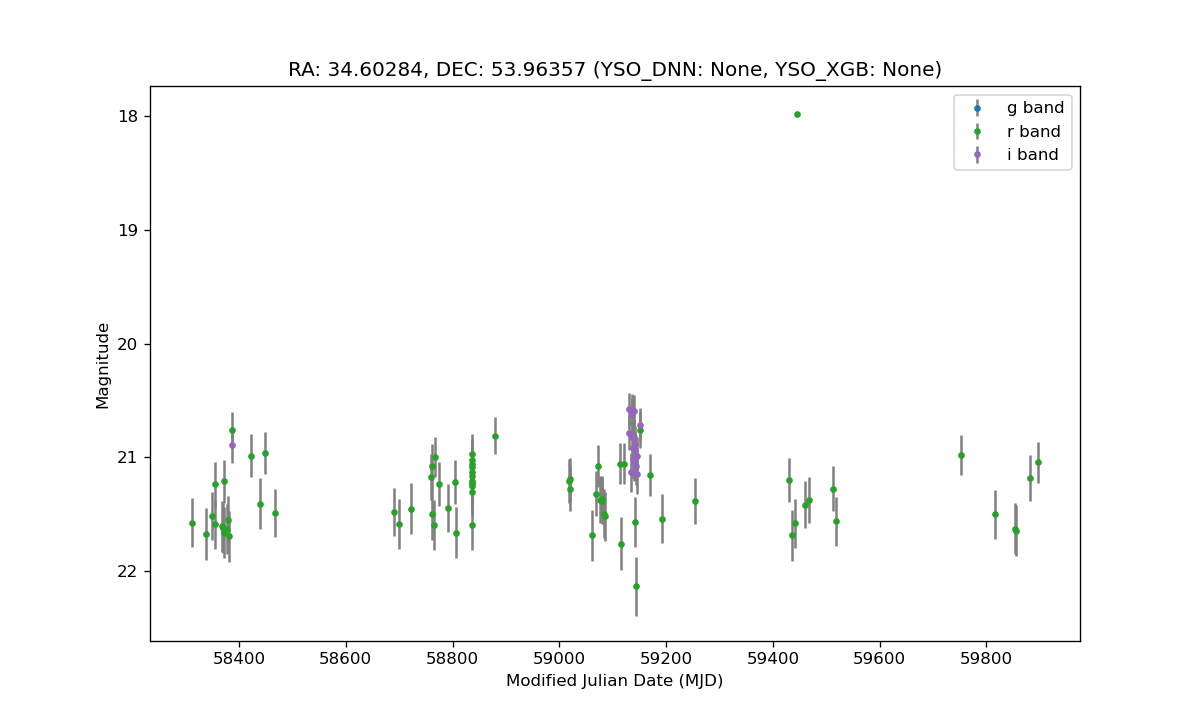 RA: 34.60284, DEC: 53.96357 (YSO_DNN: None, YSO_XGB: None)
g band
r band
i band
18
19
20
21
22
Magnitude
58400
58600
58800
59000
59200
59400
59600
59800
Modified Julian Date (MJD)